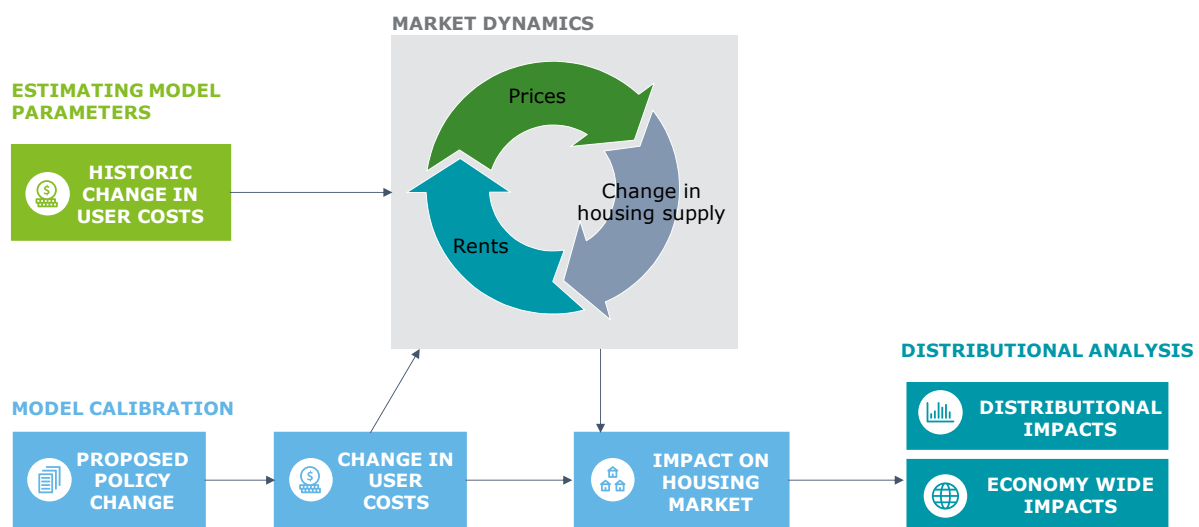 MARKET DYNAMICS
Prices
Change in
housing supply
Rents
ESTIMATING MODEL
PARAMETERS
$
HISTORIC
CHANGE IN
USER COSTS
MODEL CALIBRATION
PROPOSED
POLICY
CHANGE
$
CHANGE IN
USER
COSTS
IMPACT ON
HOUSING
MARKET
DISTRIBUTIONAL ANALYSIS
DISTRIBUTIONAL
IMPACTS
ECONOMY WIDE
IMPACTS